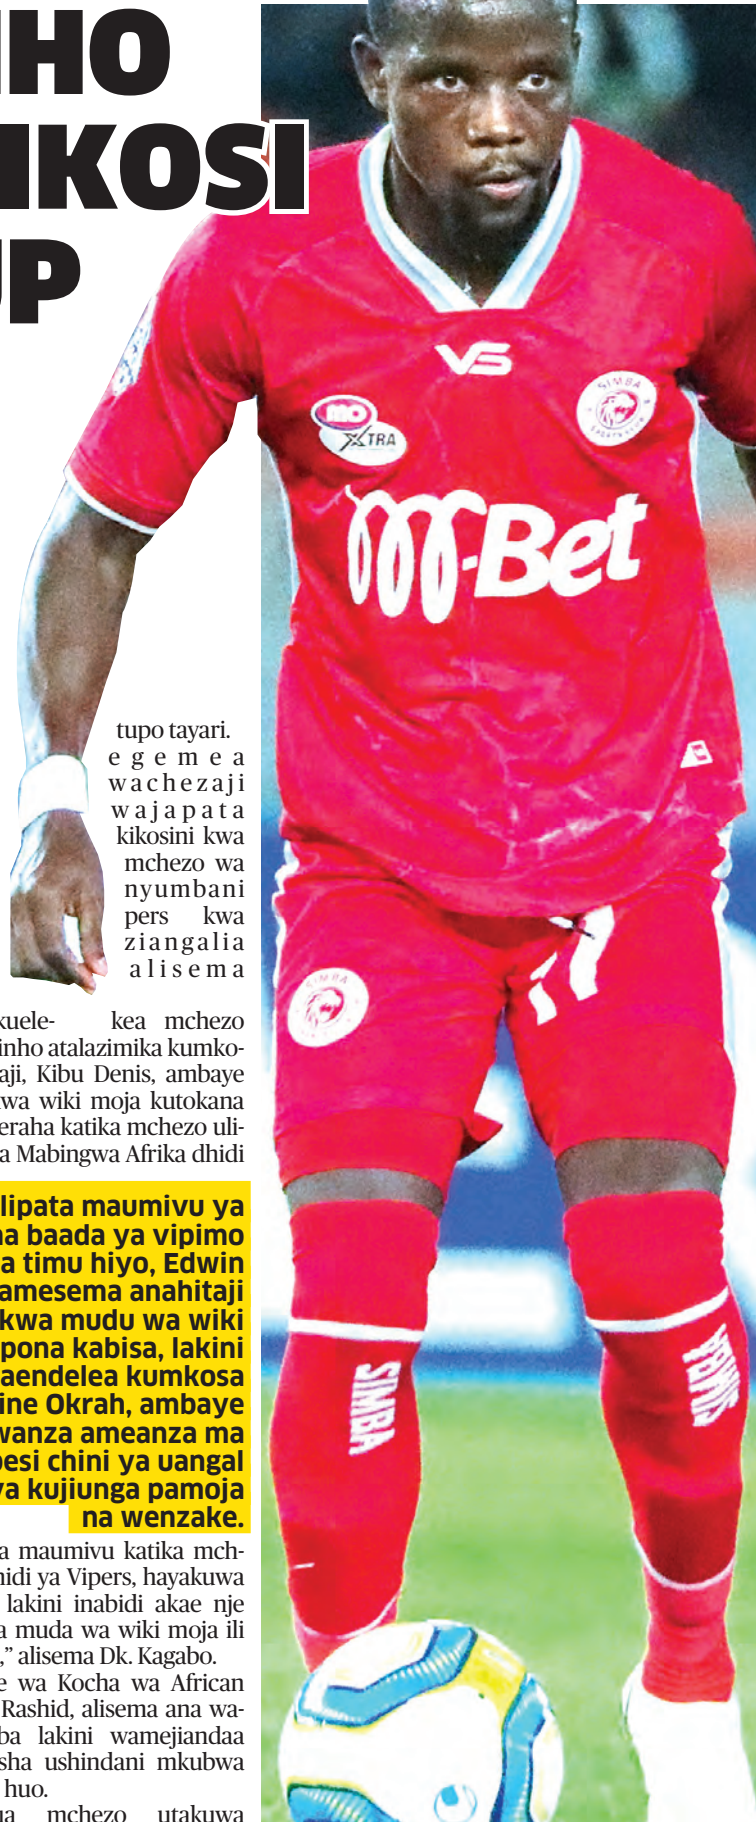 HO
IKOSI
UP
VS
SIMBA
SPORTS CLUB
MO
XTRA
M-Bet
tupo tayari.
egemea
wachezaji
wajapata
kikosini kwa
mchezo wa
nyumbani
pers kwa
ziangalia
alisema
SIMBA
kuele- kea mchezo
inho atalazimika kumko-
aji, Kibu Denis, ambaye
wa wiki moja kutokana
eraha katika mchezo uli-
a Mabingwa Afrika dhidi
lipata maumivu ya
na baada ya vipimo
a timu hiyo, Edwin
amesema anahitaji
kwa mudu wa wiki
pona kabisa, lakini
aendelea kumkosa
ine Okrah, ambaye
wanza ameanza ma
pesi chini ya uangal
ya kujiunga pamoja
na wenzake.
SIMBA
a maumivu katika mch-
hidi ya Vipers, hayakuwa
lakini inabidi akae nje
a muda wa wiki moja ili
,” alisema Dk. Kagabo.
e wa Kocha wa African
Rashid, alisema ana wa-
ba lakini wamejiandaa
sha ushindani mkubwa
huo.
ua mchezo utakuwa